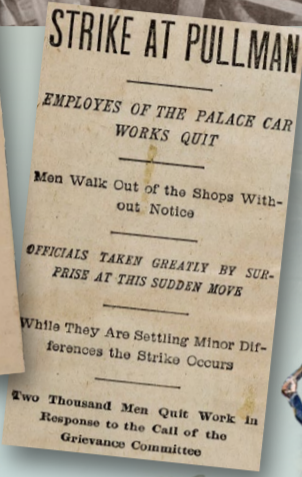 STRIKE AT PULLMAN
EMPLOYES OF THE PALACE CAR
WORKS QUIT
Men Walk Out of the Shops With-
out Notice
OFFICIALS TAKEN GREATLY BY SUR-
PRISE AT THIS SUDDEN MOVE
While They Are Settling Minor Dif-
ferences the Strike Occurs
Two Thousand Men Quit Work in
Response to the Call of the
Grievance Committee